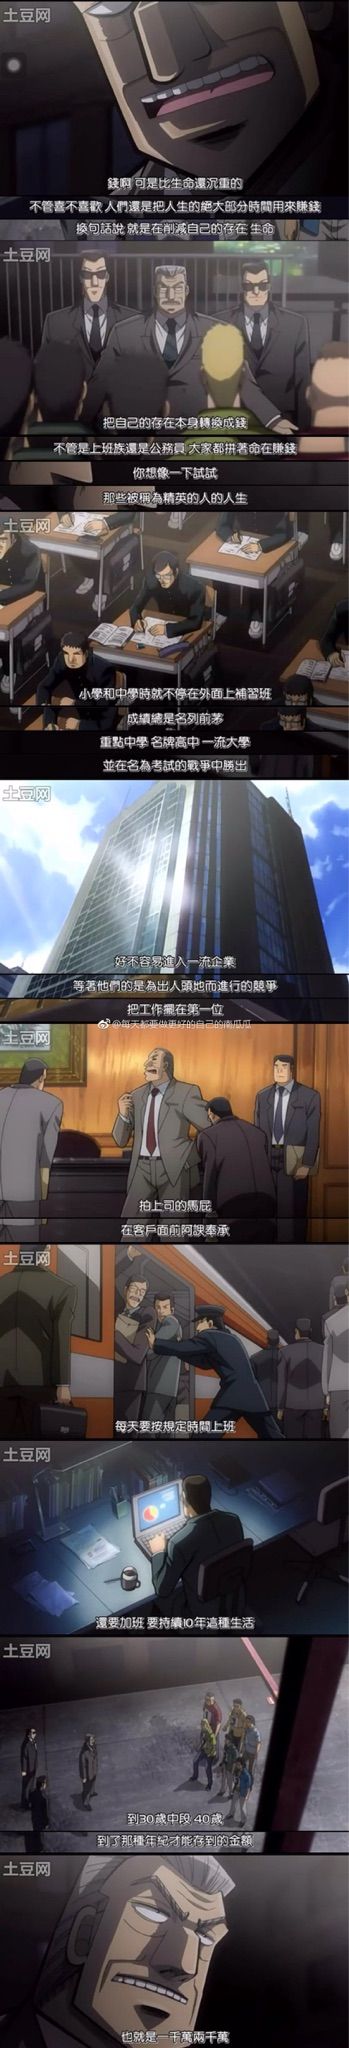 土豆网
錢啊 可是比生命還沉重的
不管喜不喜歡 人們還是把人生的絕大部分時間用來賺錢
換句話說 就是在削減自己的存在 生命
土豆网
把自己的存在本身轉換成錢
不管是上班族還是公務員 大家都拼著命在賺錢
你想像一下試試
那些被稱為精英的人的人生
土豆网
小學和中學時就不停在外面上補習班
成績總是名列前茅
重點中學 名牌高中 一流大學
並在名為考試的戰爭中勝出
土豆网
好不容易進入一流企業
等著他們的是為出人頭地而進行的競爭
把工作擺在第一位
@每天都要做更好的自己的南瓜瓜
土豆网
拍上司的馬屁
在客戶面前阿諛奉承
土豆网
每天要按規定時間上班
土豆网
還要加班 要持續10年這種生活
土豆网
到30歲中段 40歲
到了那種年紀才能存到的金額
土豆网
也就是一千萬兩千萬